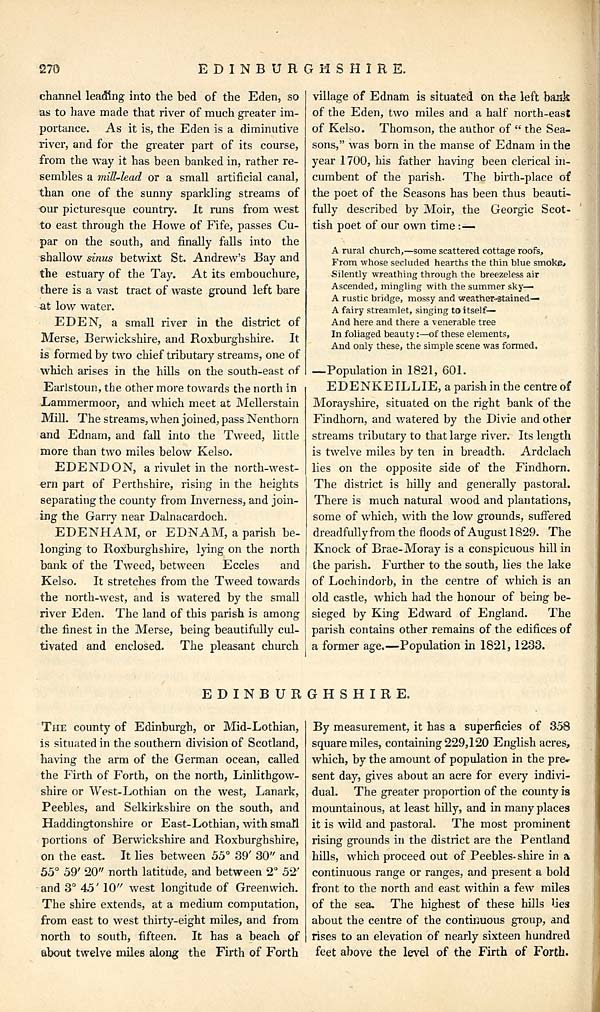 270
EDINBURGHSHIRE.
channel leading into the bed of the Eden, so
as to have made that river of much greater im-
portance. As it is, the Eden is a diminutive
river, and for the greater part of its course,
from the way it has been banked in, rather re-
sembles a mill-lead or a small artificial canal,
than one of the sunny sparkling streams of
our picturesque country. It runs from west
to east through the Howe of Fife, passes Cu-
par on the south, and finally falls into the
shallow sinus betwixt St. Andrew's Bay and
the estuary of the Tay. At its embouchure,
there is a vast tract of waste ground left bare
at low water.
EDEN, a small river in the district of
Merse, Berwickshire, and Roxburghshire. It
is formed by two chief tributary streams, one of
which arises in the hills on the south-east of
Earlstoun, the other more towards the north in
Lammermoor, and which meet at Mellerstain
Mill. The streams, when joined, pass Nenthorn
and Ednam, and fall into the Tweed, little
more than two miles below Kelso.
EDENDON, a rivulet in the north-west-
ern part of Perthshire, rising in the heights
separating the county from Inverness, and join-
ing the Garry near Dalnacardoch.
EDENHAM, or EDNAM, a parish be-
longing to Roxburghshire, lying on the north
bank of the Tweed, between Eccles and
Kelso. It stretches from the Tweed towards
the north-west, and is watered by the small
river Eden. The land of this parish is among
the finest in the Merse, being beautifully cul-
tivated and enclosed. The pleasant church
village of Ednam is situated on the left bank
of the Eden, two miles and a half north-east
of Kelso. Thomson, the author of “ the Sea-
sons,” was born in the manse of Ednam in the
year 1700, his father having been clerical in-
cumbent of the parish. The birth-place of
the poet of the Seasons has been thus beauti-
fully described by Moir, the Georgic Scot-
tish poet of our own time :—
A rural church,—some scattered cottage roofs,
From whose secluded hearths the thin blue smoke,
Silently wreathing through the breezeless air
Ascended, mingling with the summer sky—
A rustic bridge, mossy and weather-stained—
A fairy streamlet, singing to itself—
And here and there a venerable tree
In foliaged beauty :—of these elements,
And only these, the simple scene was formed.
—Population in 1821, 601.
EDENKEILLIE, a parish in the centre of
Morayshire, situated on the right bank of the
Findhorn, and watered by the Divie and other
streams tributary to that large river. Its length
is twelve miles by ten in breadth. Ardclach
lies on the opposite side of the Findhorn.
The district is hilly and generally pastoral.
There is much natural wood and plantations,
some of which, with the low grounds, suffered
dreadfully from the floods of August 1829. The
Knock of Brae-Moray is a conspicuous hill in
the parish. Further to the south, lies the lake
of Lochindorb, in the centre of which is an
old castle, which had the honour of being be-
sieged by King Edward of England. The
parish contains other remains of the edifices of
a former age.—Population in 1821, 1233.
EDINBURGHSHIRE.
THE county of Edinburgh, or Mid-Lothian,
is situated in the southern division of Scotland,
having the arm of the German ocean, called
the Firth of Forth, on the north, Linlithgow-
shire or West-Lothian on the west, Lanark,
Peebles, and Selkirkshire on the south, and
Haddingtonshire or East-Lothian, with small
portions of Berwickshire and Roxburghshire,
on the east. It lies between 55° 39′ 30″ and
55° 59′ 20″ north latitude, and between 2° 52′
and 3° 45′ 10″ west longitude of Greenwich.
The shire extends, at a medium computation,
from east to west thirty-eight miles, and from
north to south, fifteen. It has a beach of
about twelve miles along the Firth of Forth
By measurement, it has a superficies of 358
square miles, containing 229,120 English acres,
which, by the amount of population in the pre-
sent day, gives about an acre for every indivi-
dual. The greater proportion of the county is
mountainous, at least hilly, and in many places
it is wild and pastoral. The most prominent
rising grounds in the district are the Pentland
hills, which proceed out of Peebles-shire in a
continuous range or ranges, and present a bold
front to the north and east within a few miles
of the sea. The highest of these hills lies
about the centre of the continuous group, and
rises to an elevation of nearly sixteen hundred
feet above the level of the Firth of Forth.